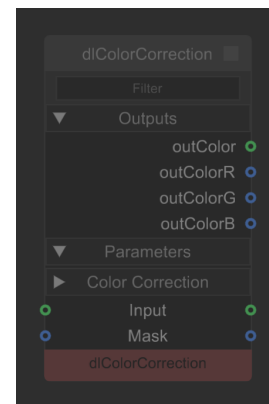 dlColorCorrection
Filter
Outputs
outColor
outColorR
outColorG
outColorB
Parameters
Color Correction
Input
Mask
dlColorCorrection